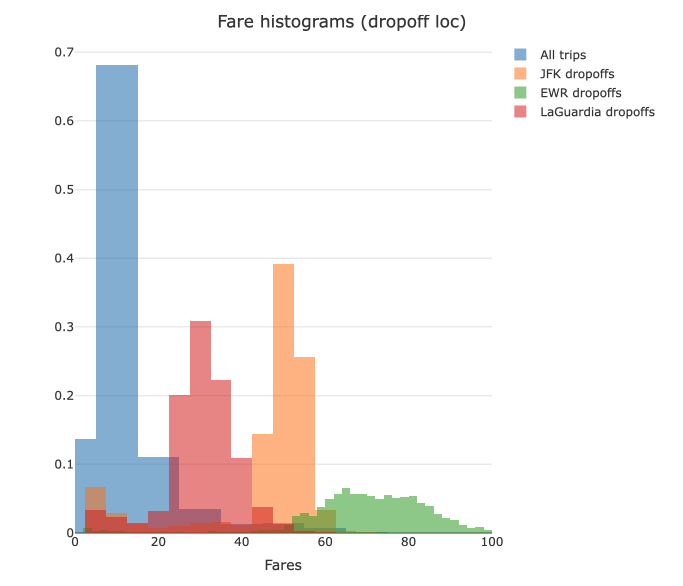 Fare histograms (dropoff loc)
All trips
JFK dropoffs
EWR dropoffs
LaGuardia dropoffs
0.7
0.6
0.5
0.4
0.3
0.2
0.1
0
0 20 40 60 80 100
Fares